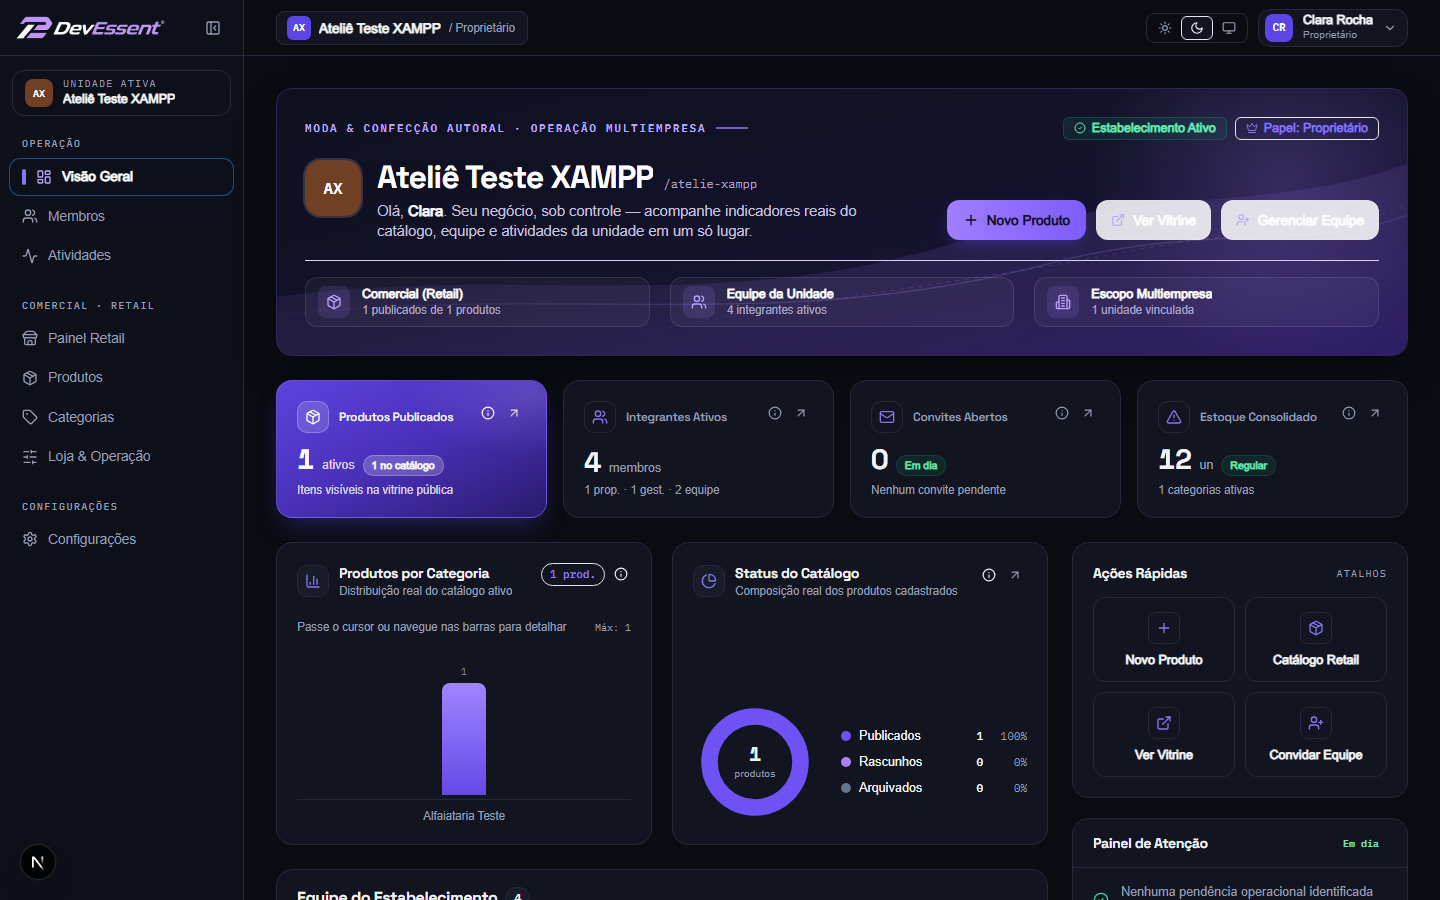 DevEssent
AX
Ateliê Teste XAMPP / Proprietário
CR
Clara Rocha
Proprietário
AX
UNIDADE ATIVA
Ateliê Teste XAMPP
OPERAÇÃO
Visão Geral
Membros
Atividades
COMERCIAL · RETAIL
Painel Retail
Produtos
Categorias
Loja & Operação
CONFIGURAÇÕES
Configurações
N
MODA & CONFECÇÃO AUTORAL · OPERAÇÃO MULTIEMPRESA
Estabelecimento Ativo
Papel: Proprietário
AX
Ateliê Teste XAMPP /atelie-xampp
Olá, Clara. Seu negócio, sob controle — acompanhe indicadores reais do
catálogo, equipe e atividades da unidade em um só lugar.
Novo Produto
Ver Vitrine
Gerenciar Equipe
Comercial (Retail)
1 publicados de 1 produtos
Equipe da Unidade
4 integrantes ativos
Escopo Multiempresa
1 unidade vinculada
Produtos Publicados
1 ativos 1 no catálogo
Itens visíveis na vitrine pública
Integrantes Ativos
4 membros
1 prop. · 1 gest. · 2 equipe
Convites Abertos
0 Em dia
Nenhum convite pendente
Estoque Consolidado
12 un Regular
1 categorias ativas
Produtos por Categoria
Distribuição real do catálogo ativo
1 prod.
Passe o cursor ou navegue nas barras para detalhar
Máx: 1
1
Alfaiataria Teste
Status do Catálogo
Composição real dos produtos cadastrados
1
produtos
Publicados 1 100%
Rascunhos 0 0%
Arquivados 0 0%
Ações Rápidas
ATALHOS
Novo Produto
Catálogo Retail
Ver Vitrine
Convidar Equipe
Painel de Atenção
Em dia
Nenhuma pendência operacional identificada
Equipe do Estabelecimento 4